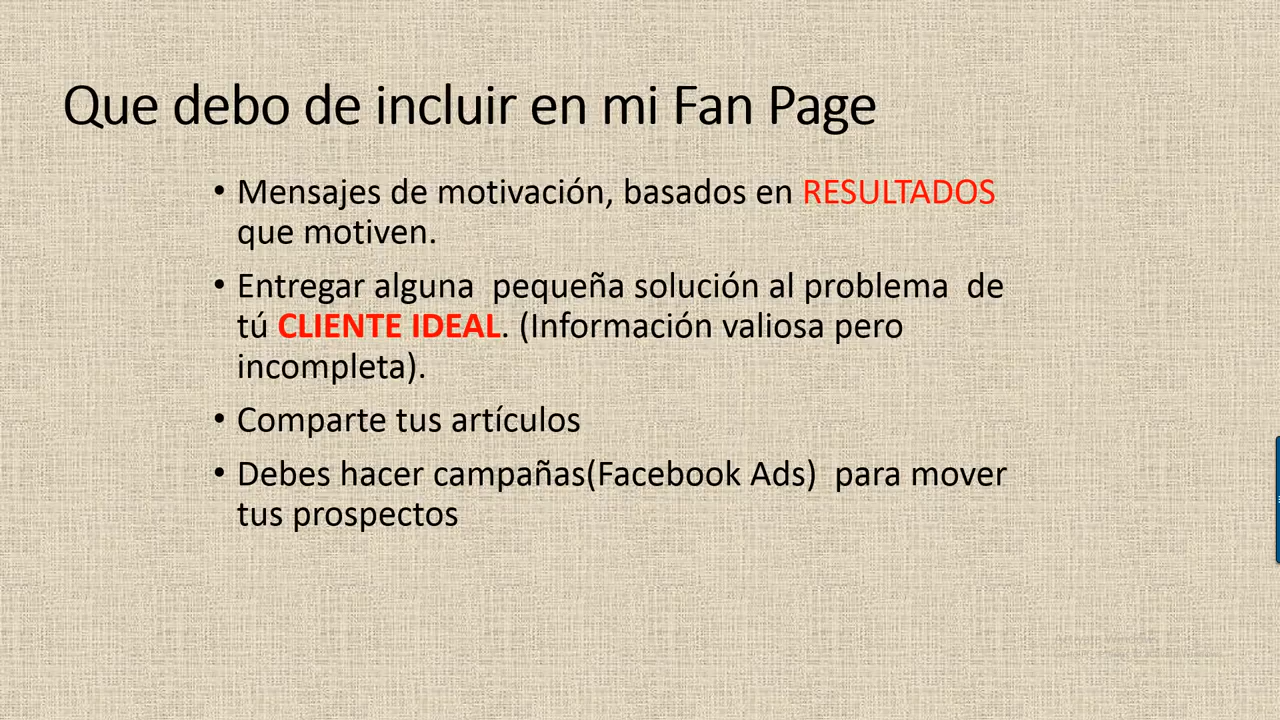 Que debo de incluir en mi Fan Page
• Mensajes de motivación, basados en RESULTADOS
que motiven.
• Entregar alguna pequeña solución al problema de
tú CLIENTE IDEAL. (Información valiosa pero
incompleta).
• Comparte tus artículos
• Debes hacer campañas(Facebook Ads) para mover
tus prospectos